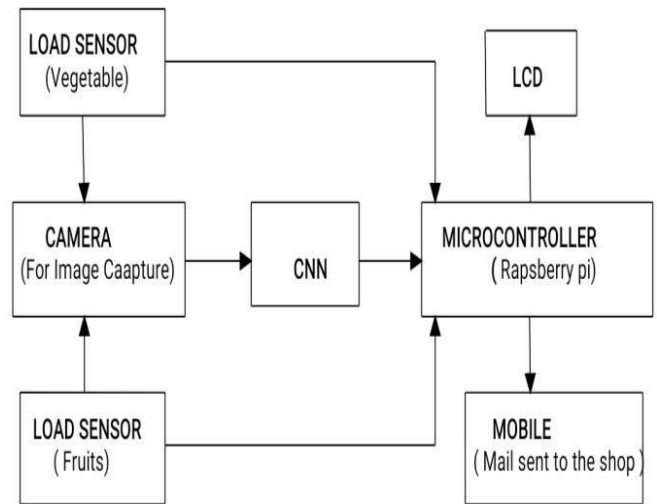 LOAD SENSOR
(Vegetable)
LCD
CAMERA
(For Image Caapture)
CNN
MICROCONTROLLER
( Rapsberry pi)
LOAD SENSOR
( Fruits)
MOBILE
( Mail sent to the shop )